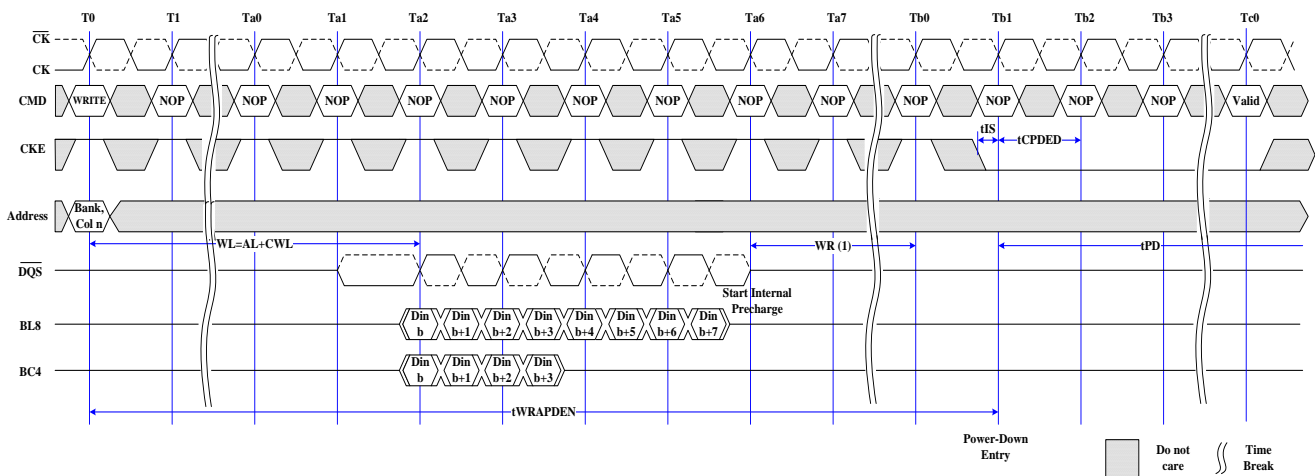 T0 T1 Ta0 Ta1 Ta2 Ta3 Ta4 Ta5 Ta6 Ta7 Tb0 Tb1 Tb2 Tb3 Tc0
CK
CK
CMD WRITE NOP NOP NOP NOP NOP NOP NOP NOP NOP NOP NOP NOP NOP Valid
tIS
tCPDED
CKE
Address Bank, Col n
WL=AL+CWL WR (1) tPD
DQS
Start Internal
Precharge
BL8 Din b Din b+1 Din b+2 Din b+3 Din b+4 Din b+5 Din b+6 Din b+7
BC4 Din b Din b+1 Din b+2 Din b+3
tWRAPDEN
Power-Down
Entry
Do not
care
Time
Break